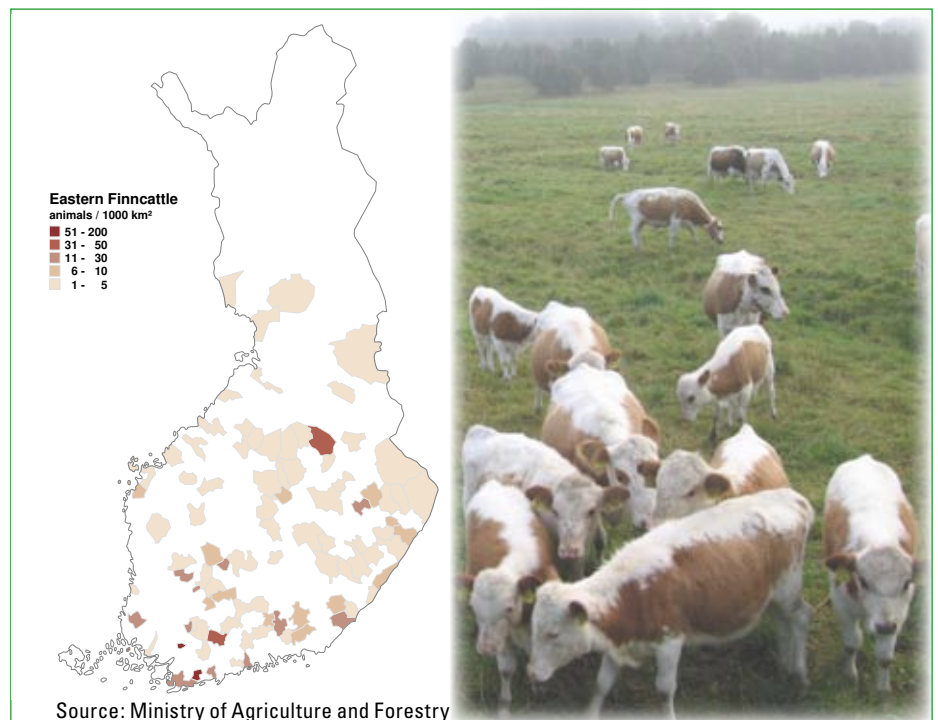 Eastern Finncattle
animals / 1000 km²
51 - 200
31 - 50
11 - 30
6 - 10
1 - 5
Source: Ministry of Agriculture and Forestry